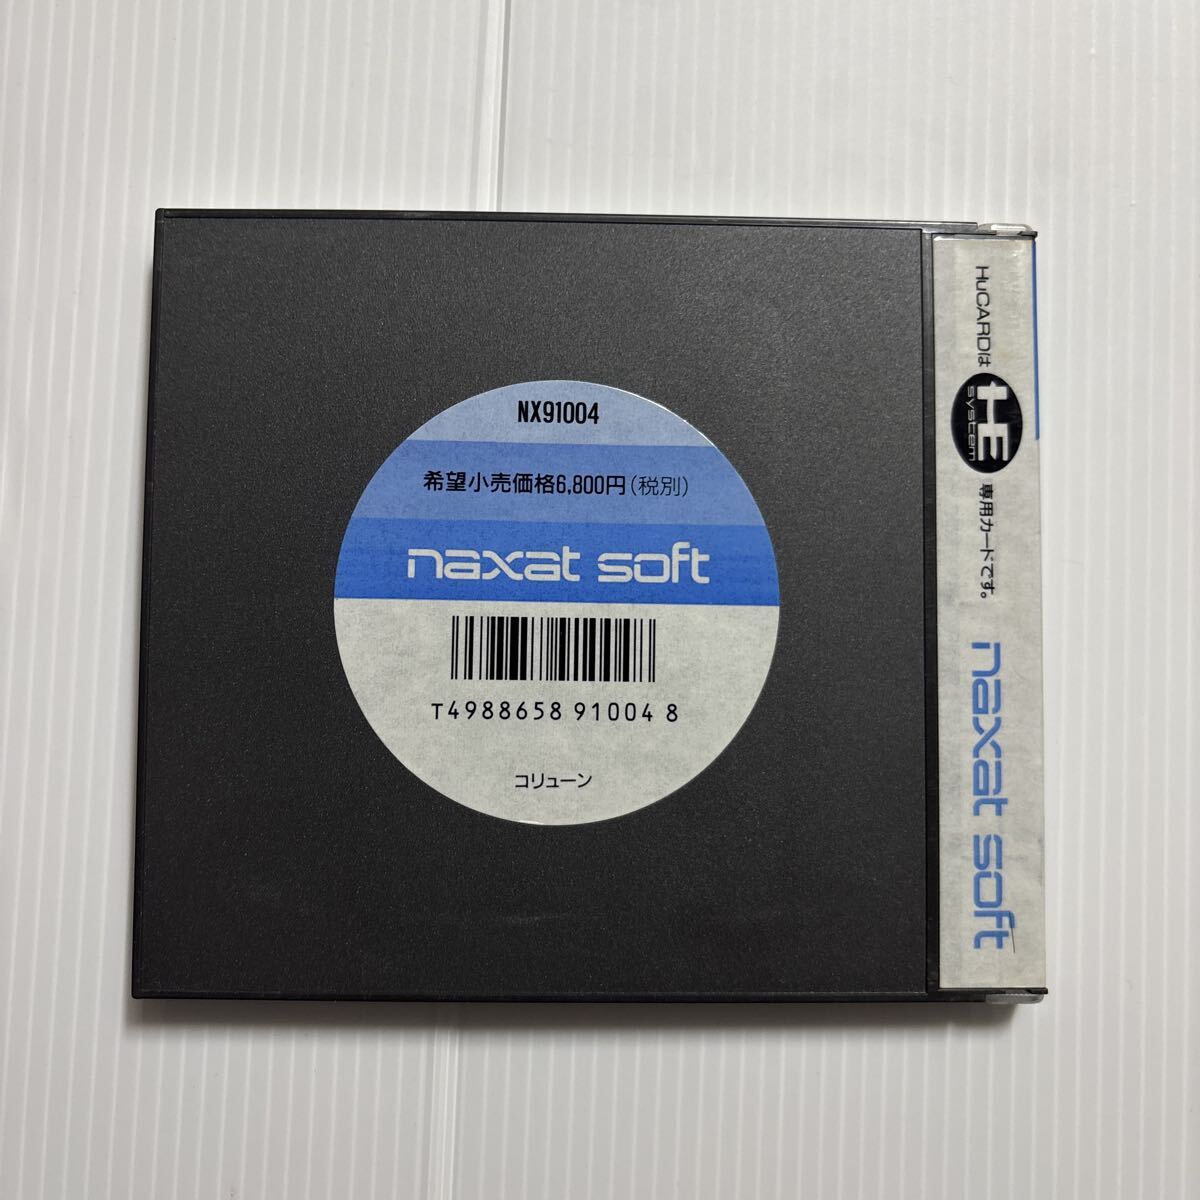 NX91004
希望小売価格6,800円(税別)
naxat soft
T4988658 91004 8
コリューン
HuCARDは
HE
system
専用カードです。
naxat soft